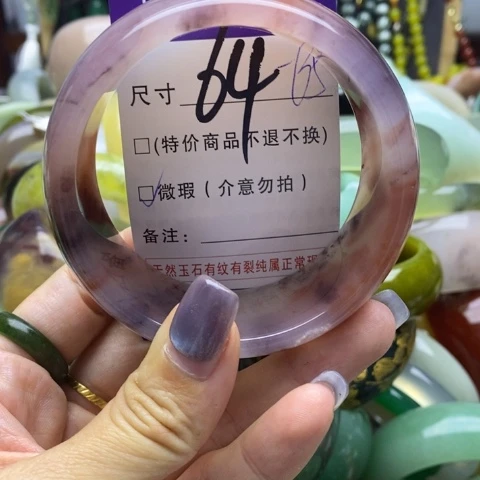 尺寸 64-65
□(特价商品不退不换)
□微瑕（介意勿拍）
备注：
天然玉石有纹有裂纯属正常现